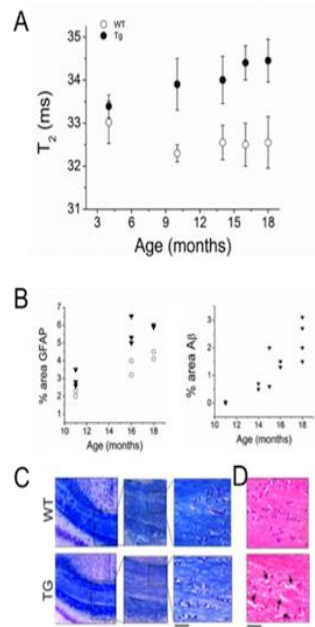 A
WT
Tg
35
34
33
32
31
T2 (ms)
3 6 9 12 15 18
Age (months)
B
7
6
5
4
3
2
1
0
% area GFAP
10 12 14 16 18 20
Age (months)
3
2
1
0
% area Aβ
10 12 14 16 18 20
Age (months)
C
D
WT
TG